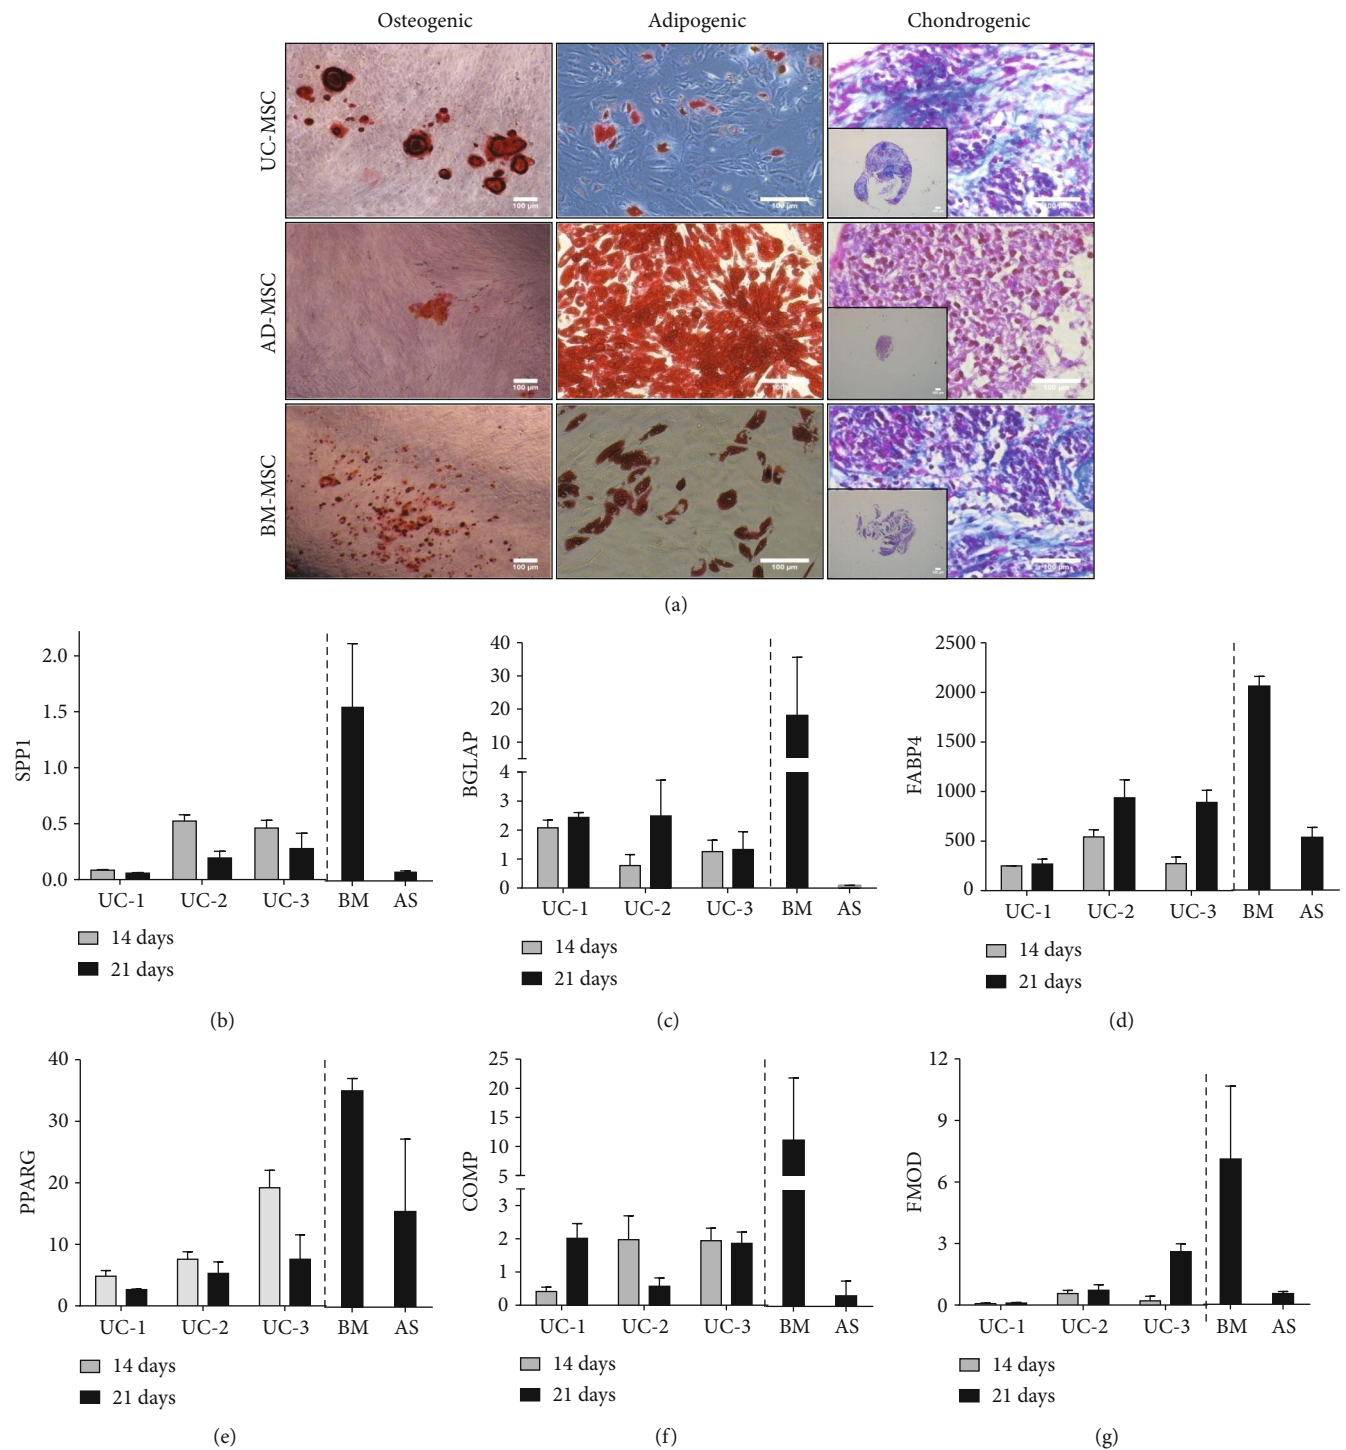 Osteogenic Adipogenic Chondrogenic
UC-MSC
100 µm
100 µm
100 µm
AD-MSC
100 µm
100 µm
BM-MSC
100 µm
100 µm
100 µm
(a)
SPP1
2.0
1.5
1.0
0.5
0.0
UC-1 UC-2 UC-3 BM AS
14 days
21 days
(b)
BGLAP
40
30
20
10
4
3
2
1
0
UC-1 UC-2 UC-3 BM AS
14 days
21 days
(c)
FABP4
2500
2000
1500
1000
500
0
UC-1 UC-2 UC-3 BM AS
14 days
21 days
(d)
PPARG
40
30
20
10
0
UC-1 UC-2 UC-3 BM AS
14 days
21 days
(e)
COMP
25
20
15
10
5
3
2
1
0
UC-1 UC-2 UC-3 BM AS
14 days
21 days
(f)
FMOD
12
9
6
3
0
UC-1 UC-2 UC-3 BM AS
14 days
21 days
(g)